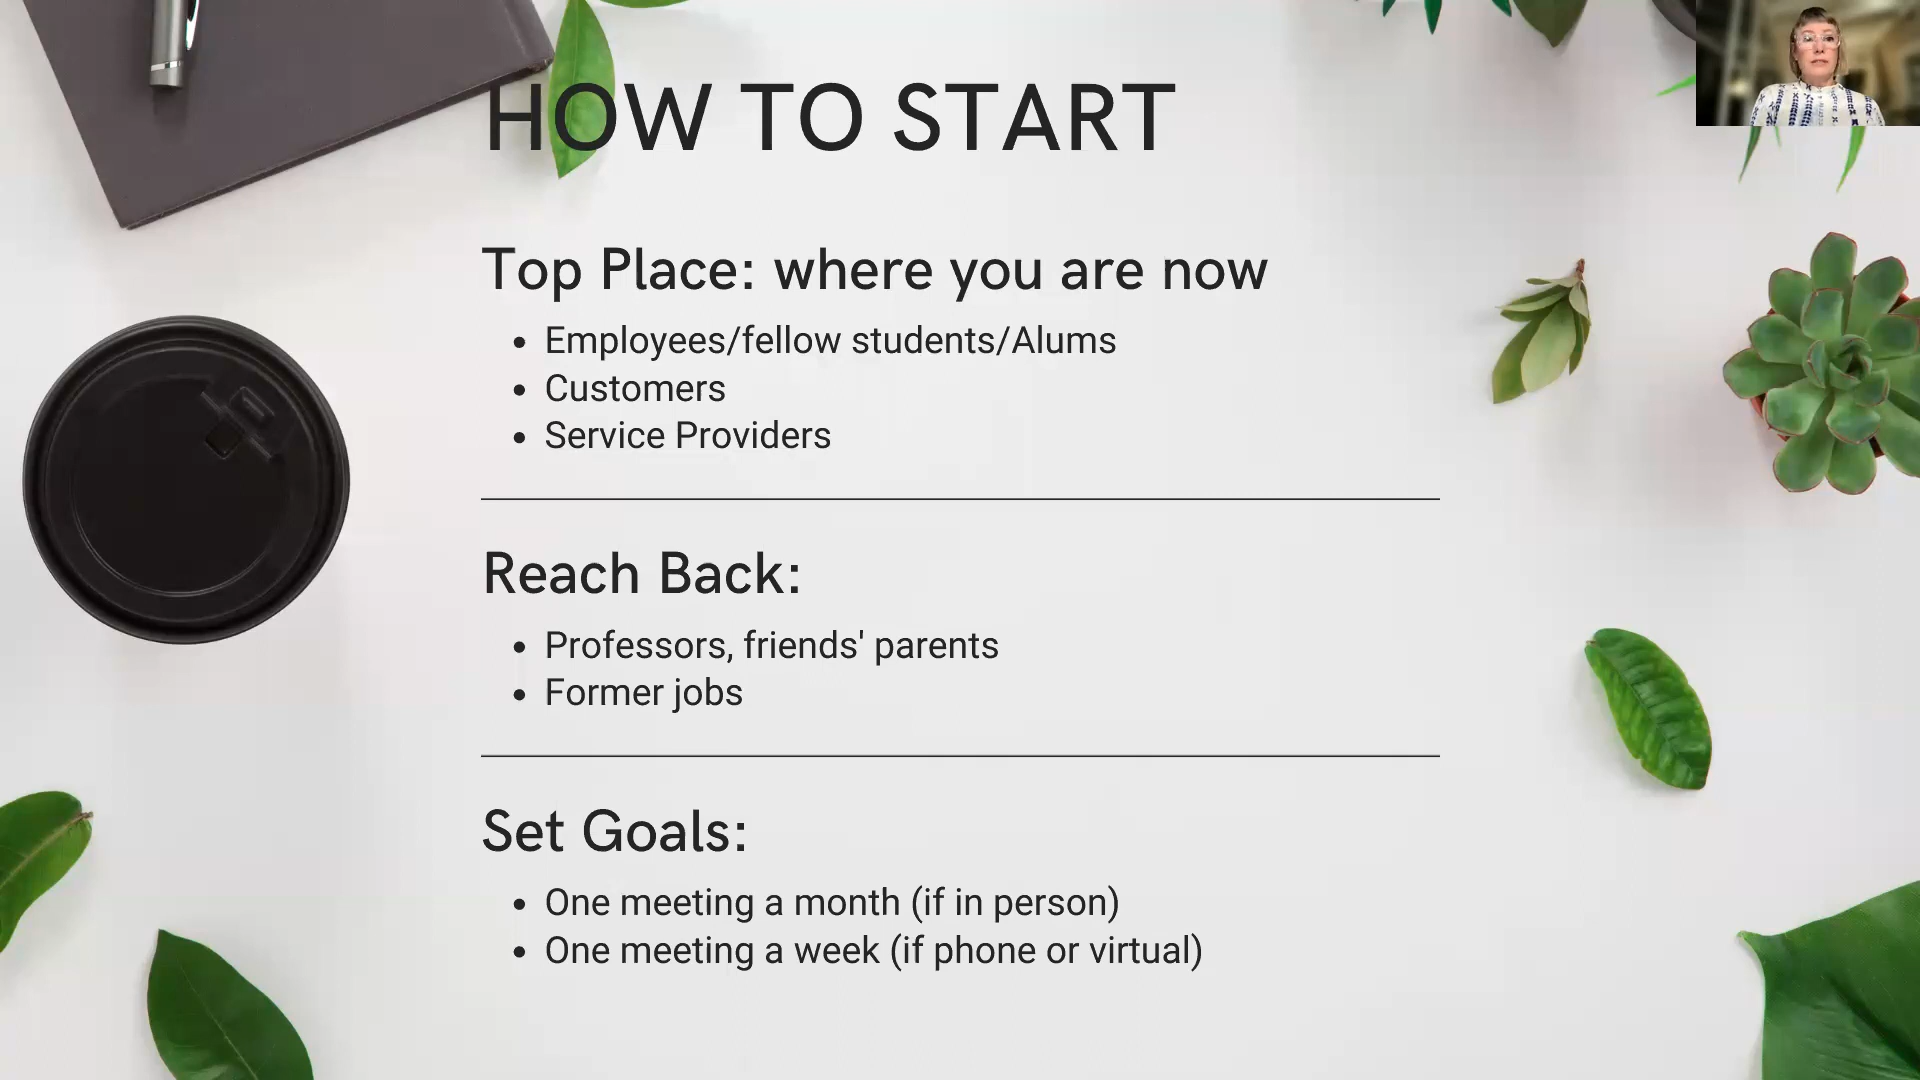 HOW TO START
Top Place: where you are now
• Employees/fellow students/Alums
• Customers
• Service Providers
Reach Back:
• Professors, friends' parents
• Former jobs
Set Goals:
• One meeting a month (if in person)
• One meeting a week (if phone or virtual)